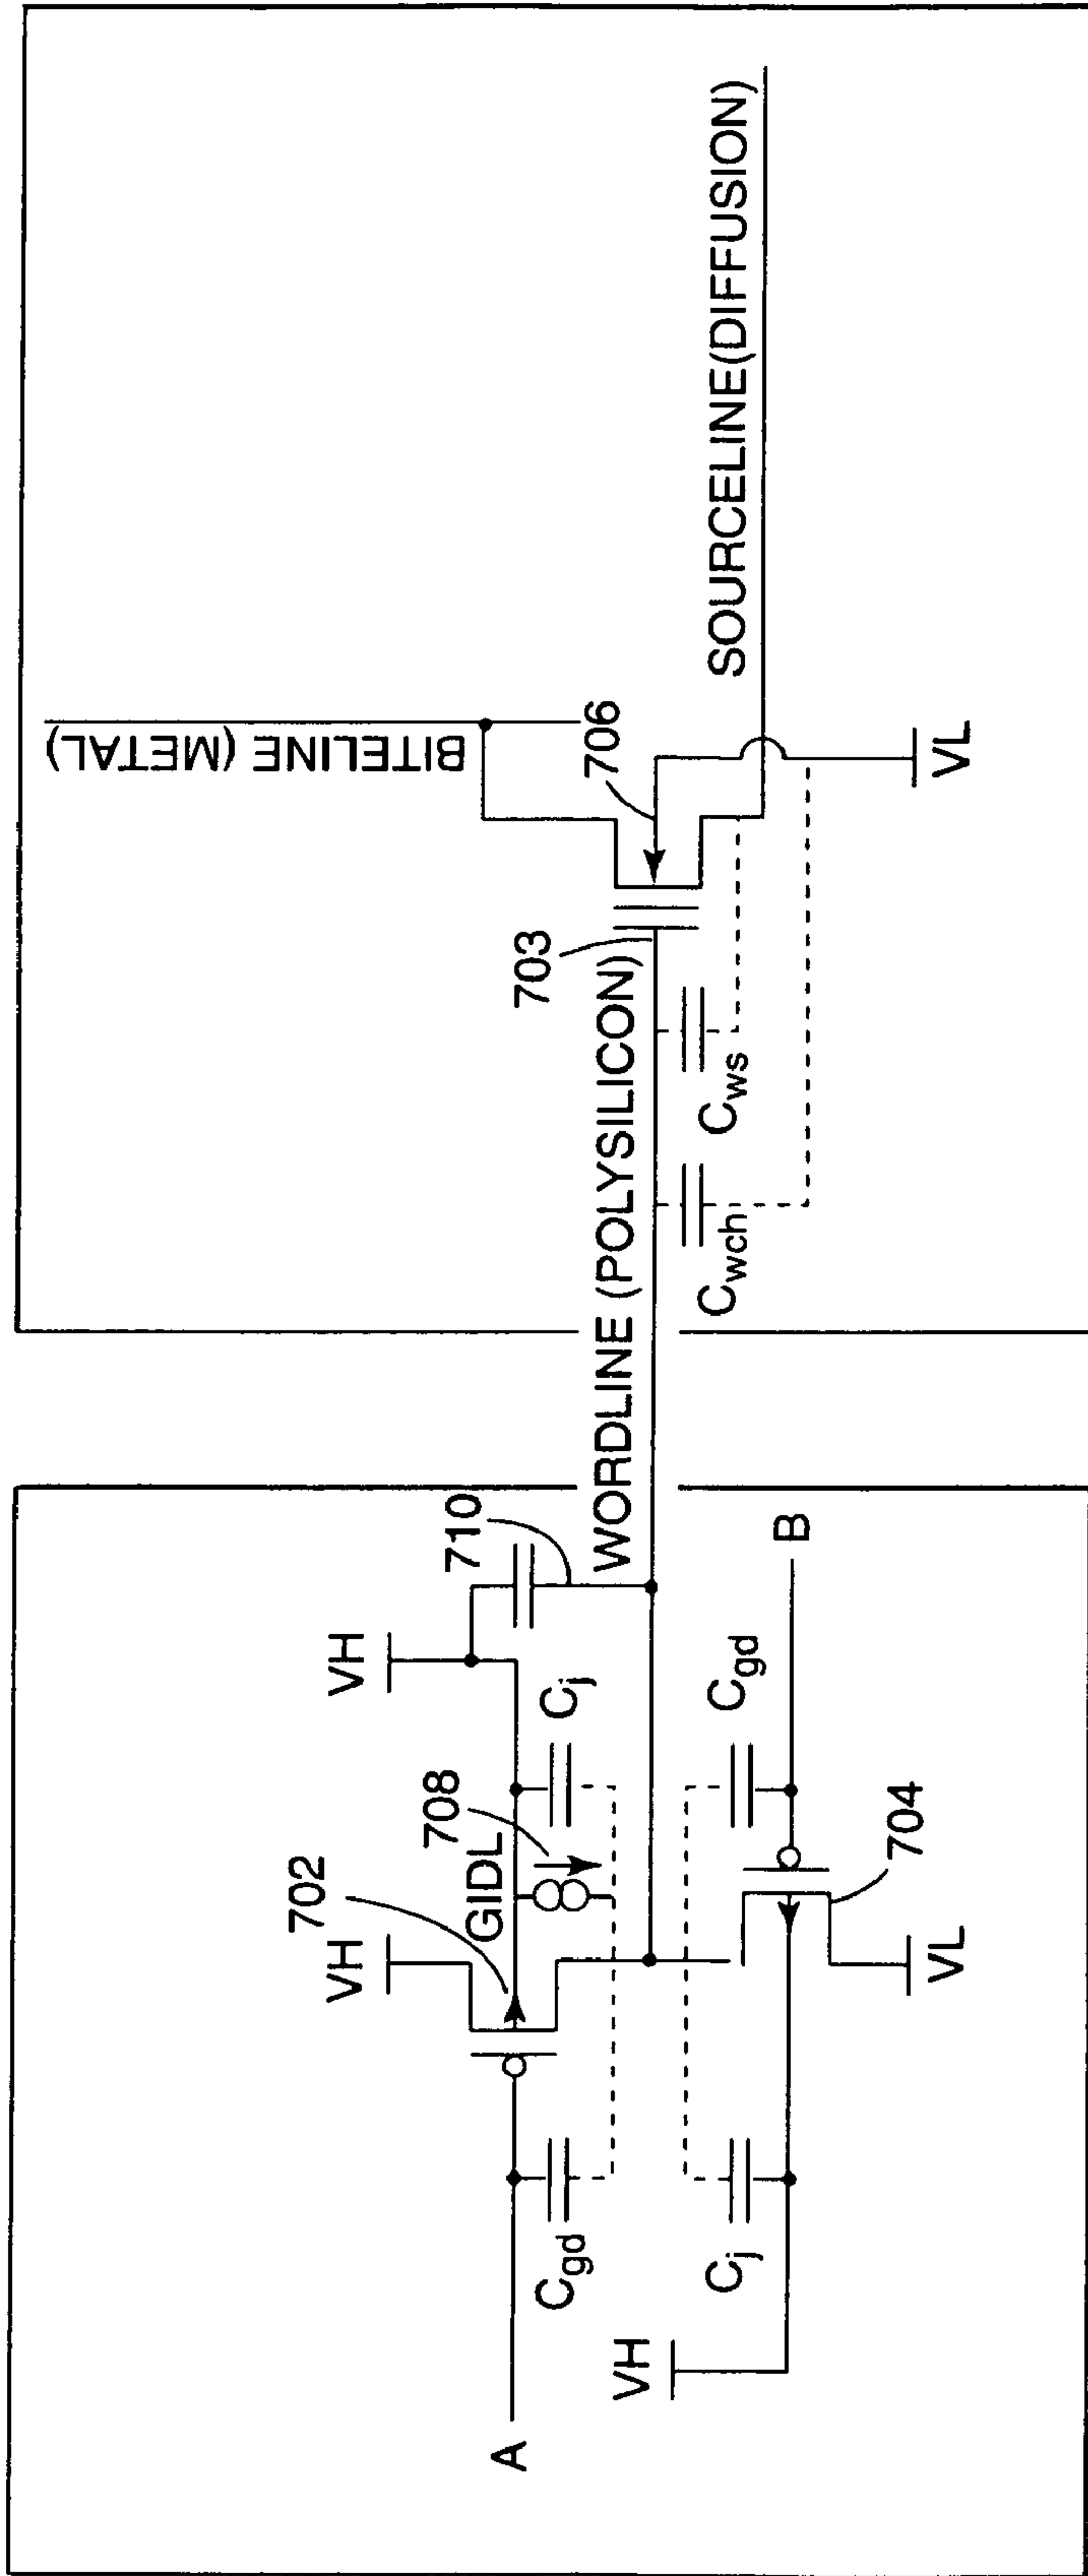 A
C_gd
VH
C_j
VH
702
GIDL
708
C_j
VH
710
C_gd
704
VL
B
WORDLINE (POLYSILICON)
C_wch
C_ws
703
706
BITELINE (METAL)
VL
SOURCELINE(DIFFUSION)